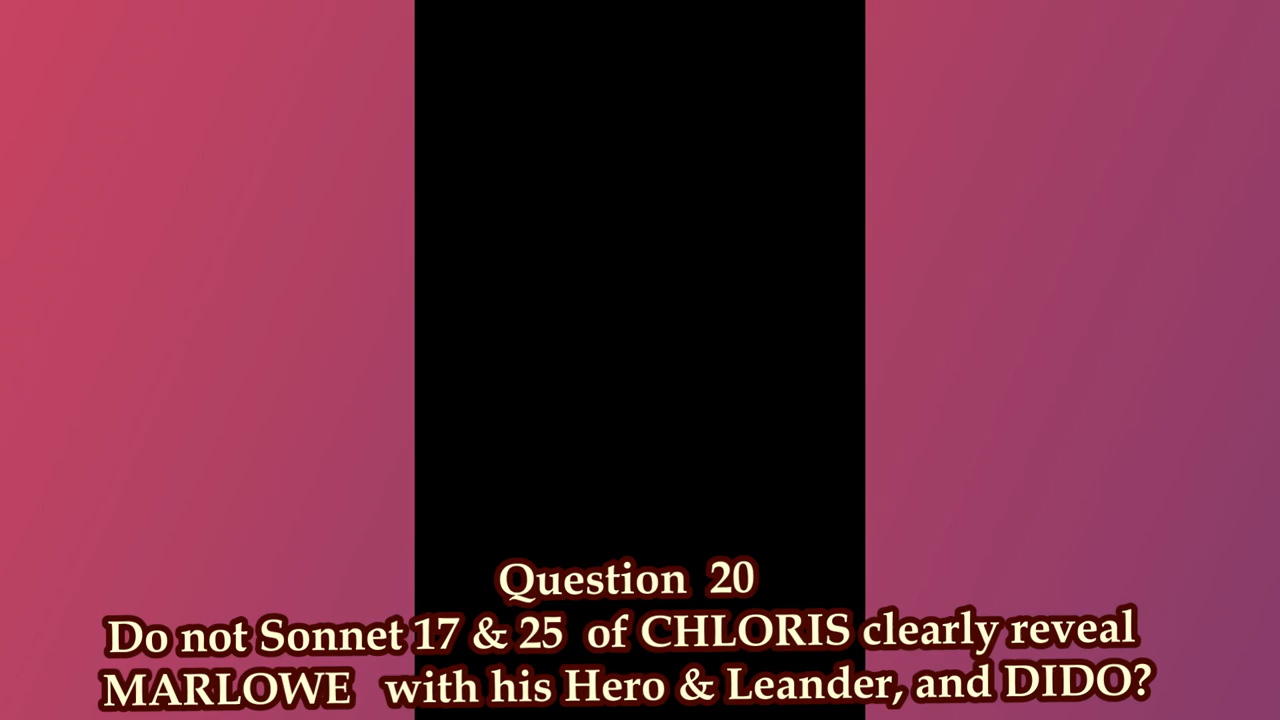 Question 20
Do not Sonnet 17 & 25 of CHLORIS clearly reveal
MARLOWE with his Hero & Leander, and DIDO?